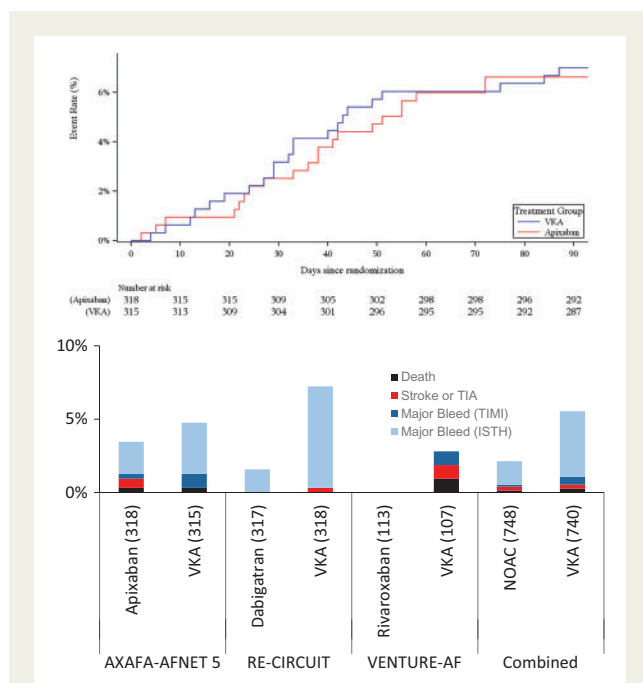 6%
4%
2%
0%
Event Rate (%)
Treatment Group
VKA
Apixaban
0 10 20 30 40 50 60 70 80 90
Days since randomization
Number at risk
(Apixaban) 318 315 315 309 305 302 298 298 296 292
(VKA) 315 313 309 304 301 296 295 295 292 287
10%
5%
0%
Death
Stroke or TIA
Major Bleed (TIMI)
Major Bleed (ISTH)
Apixaban (318)
VKA (315)
Dabigatran (317)
VKA (318)
Rivaroxaban (113)
VKA (107)
NOAC (748)
VKA (740)
AXAFA-AFNET 5 RE-CIRCUIT VENTURE-AF Combined